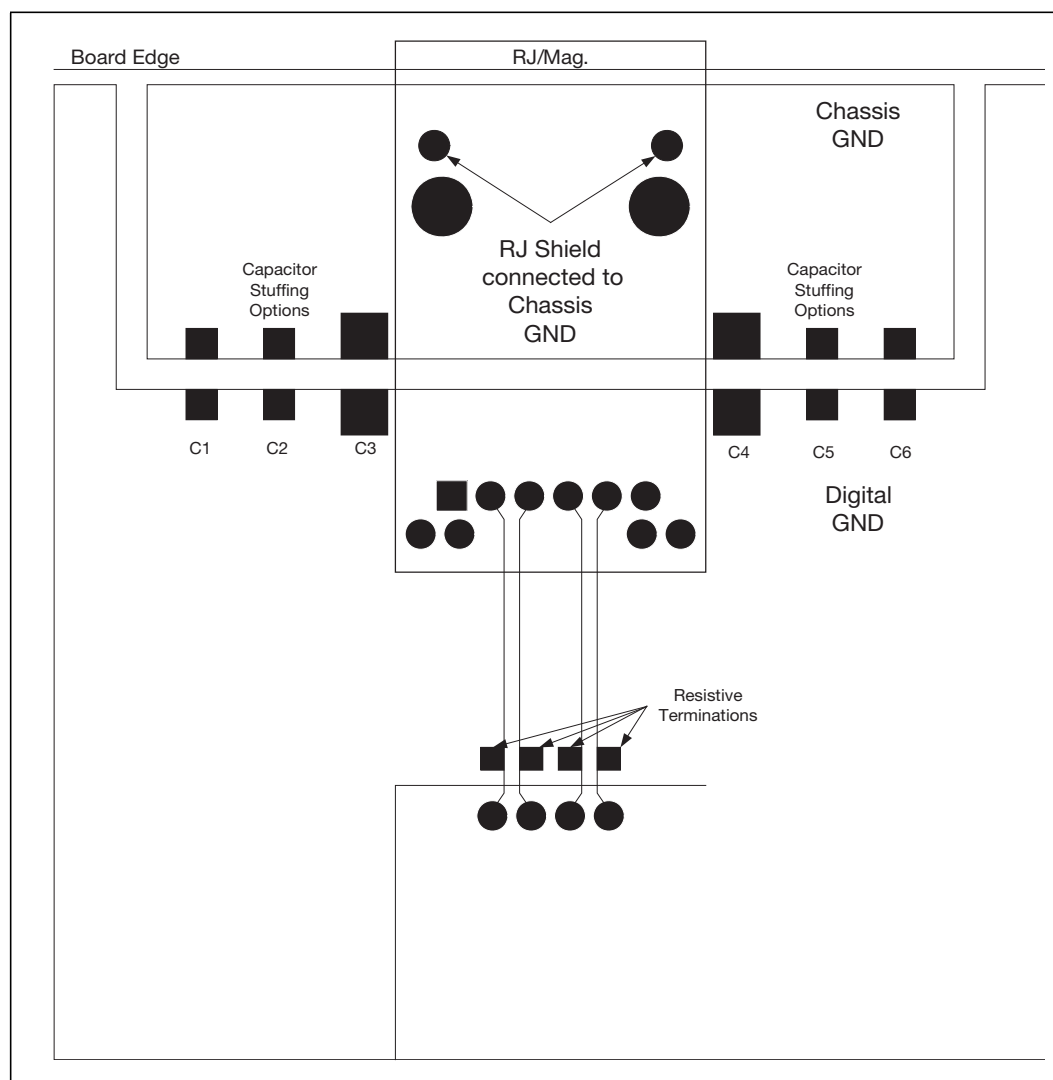 Board Edge
RJ/Mag.
Chassis
GND
RJ Shield
connected to
Chassis
GND
Capacitor
Stuffing
Options
Capacitor
Stuffing
Options
C1
C2
C3
C4
C5
C6
Digital
GND
Resistive
Terminations